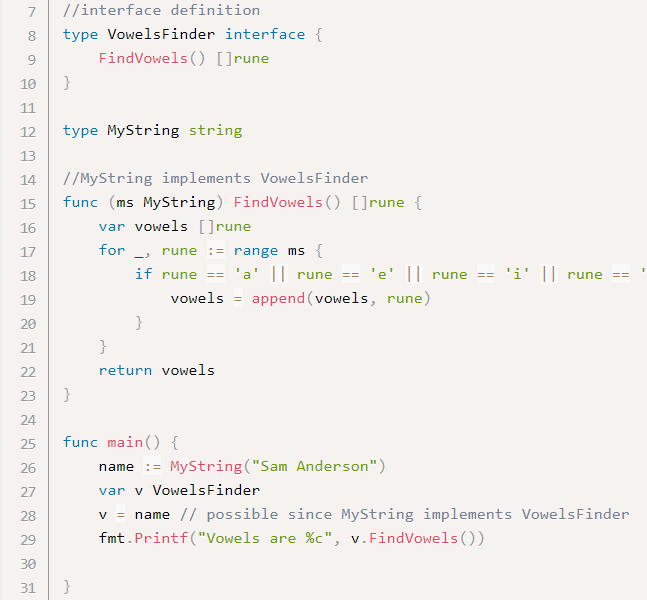 7 //interface definition
8 type VowelsFinder interface {
9     FindVowels() []rune
10 }
11
12 type MyString string
13
14 //MyString implements VowelsFinder
15 func (ms MyString) FindVowels() []rune {
16     var vowels []rune
17     for _, rune := range ms {
18         if rune == 'a' || rune == 'e' || rune == 'i' || rune == '
19             vowels = append(vowels, rune)
20         }
21     }
22     return vowels
23 }
24
25 func main() {
26     name := MyString("Sam Anderson")
27     var v VowelsFinder
28     v = name // possible since MyString implements VowelsFinder
29     fmt.Printf("Vowels are %c", v.FindVowels())
30
31 }